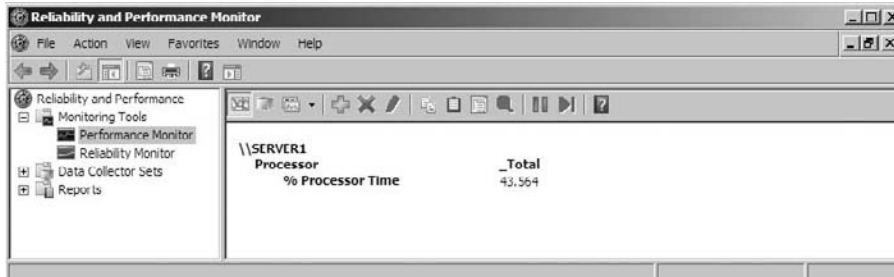 Reliability and Performance Monitor
File Action View Favorites Window Help
Reliability and Performance
Monitoring Tools
Performance Monitor
Reliability Monitor
Data Collector Sets
Reports
\\SERVER1
Processor _Total
% Processor Time 43.564